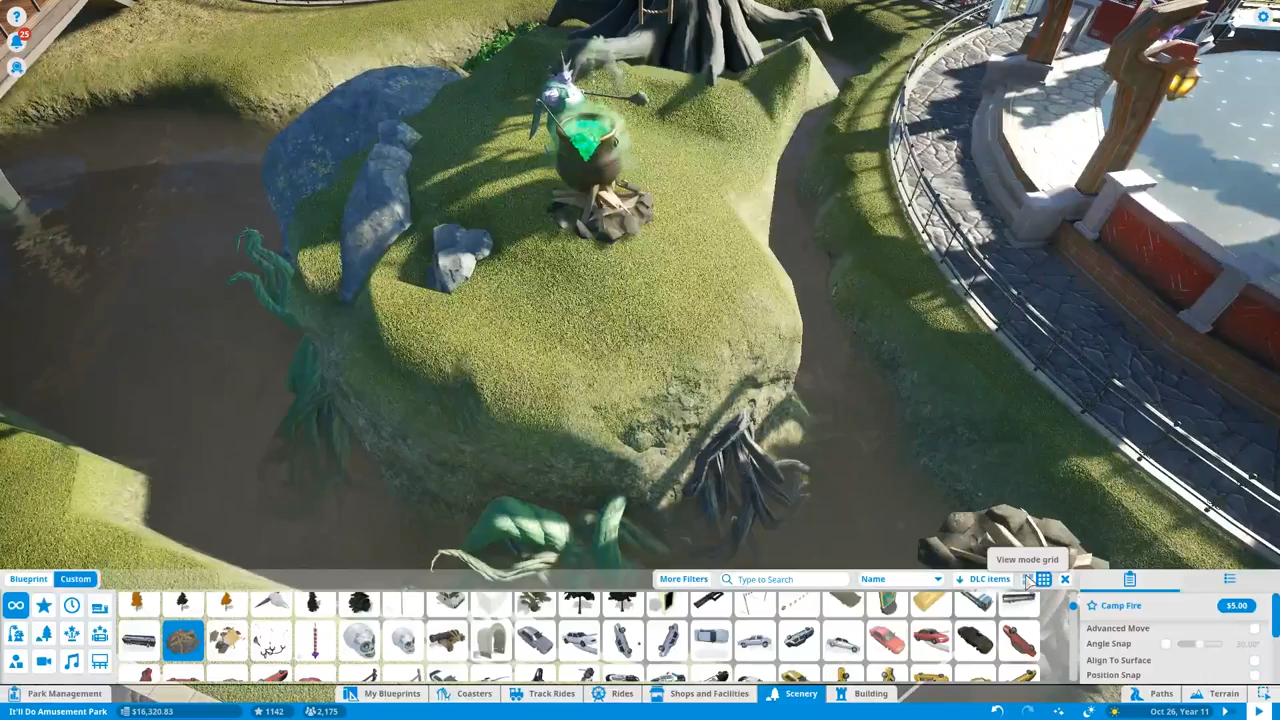 ?
25
View mode grid
Blueprint
Custom
More Filters
Type to Search
Name
DLC items
Camp Fire
$5.00
Advanced Move
Angle Snap
30.00°
Align To Surface
Position Snap
Park Management
My Blueprints
Coasters
Track Rides
Rides
Shops and Facilities
Scenery
Building
Paths
Terrain
It'll Do Amusement Park
$16,320.83
1142
2,175
Oct 26, Year 11